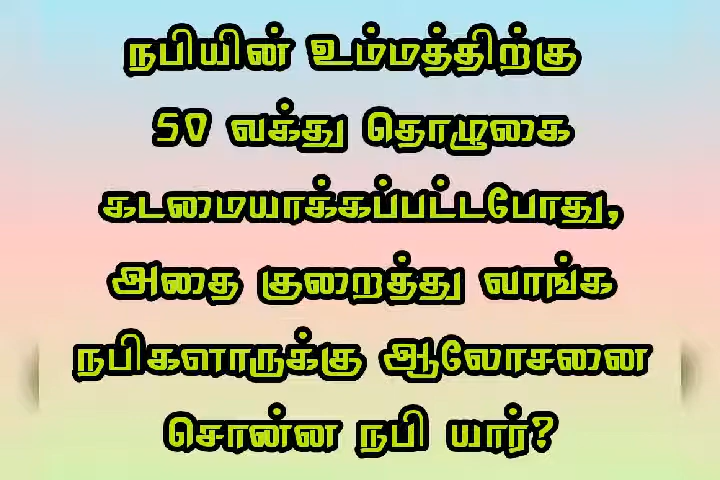 நபியின் உம்மத்திற்கு
50 வக்து தொழுகை
கடமையாக்கப்பட்டபோது,
அதை குறைத்து வாங்க
நபிகளாருக்கு ஆலோசனை
சொன்ன நபி யார்?